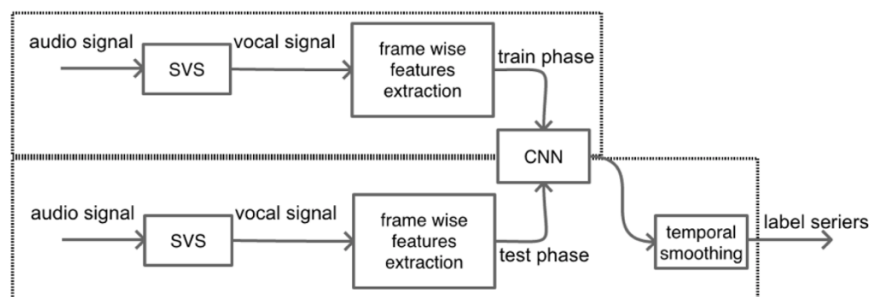 audio signal
SVS
vocal signal
frame wise
features
extraction
train phase
CNN
audio signal
SVS
vocal signal
frame wise
features
extraction
test phase
temporal
smoothing
label seriers